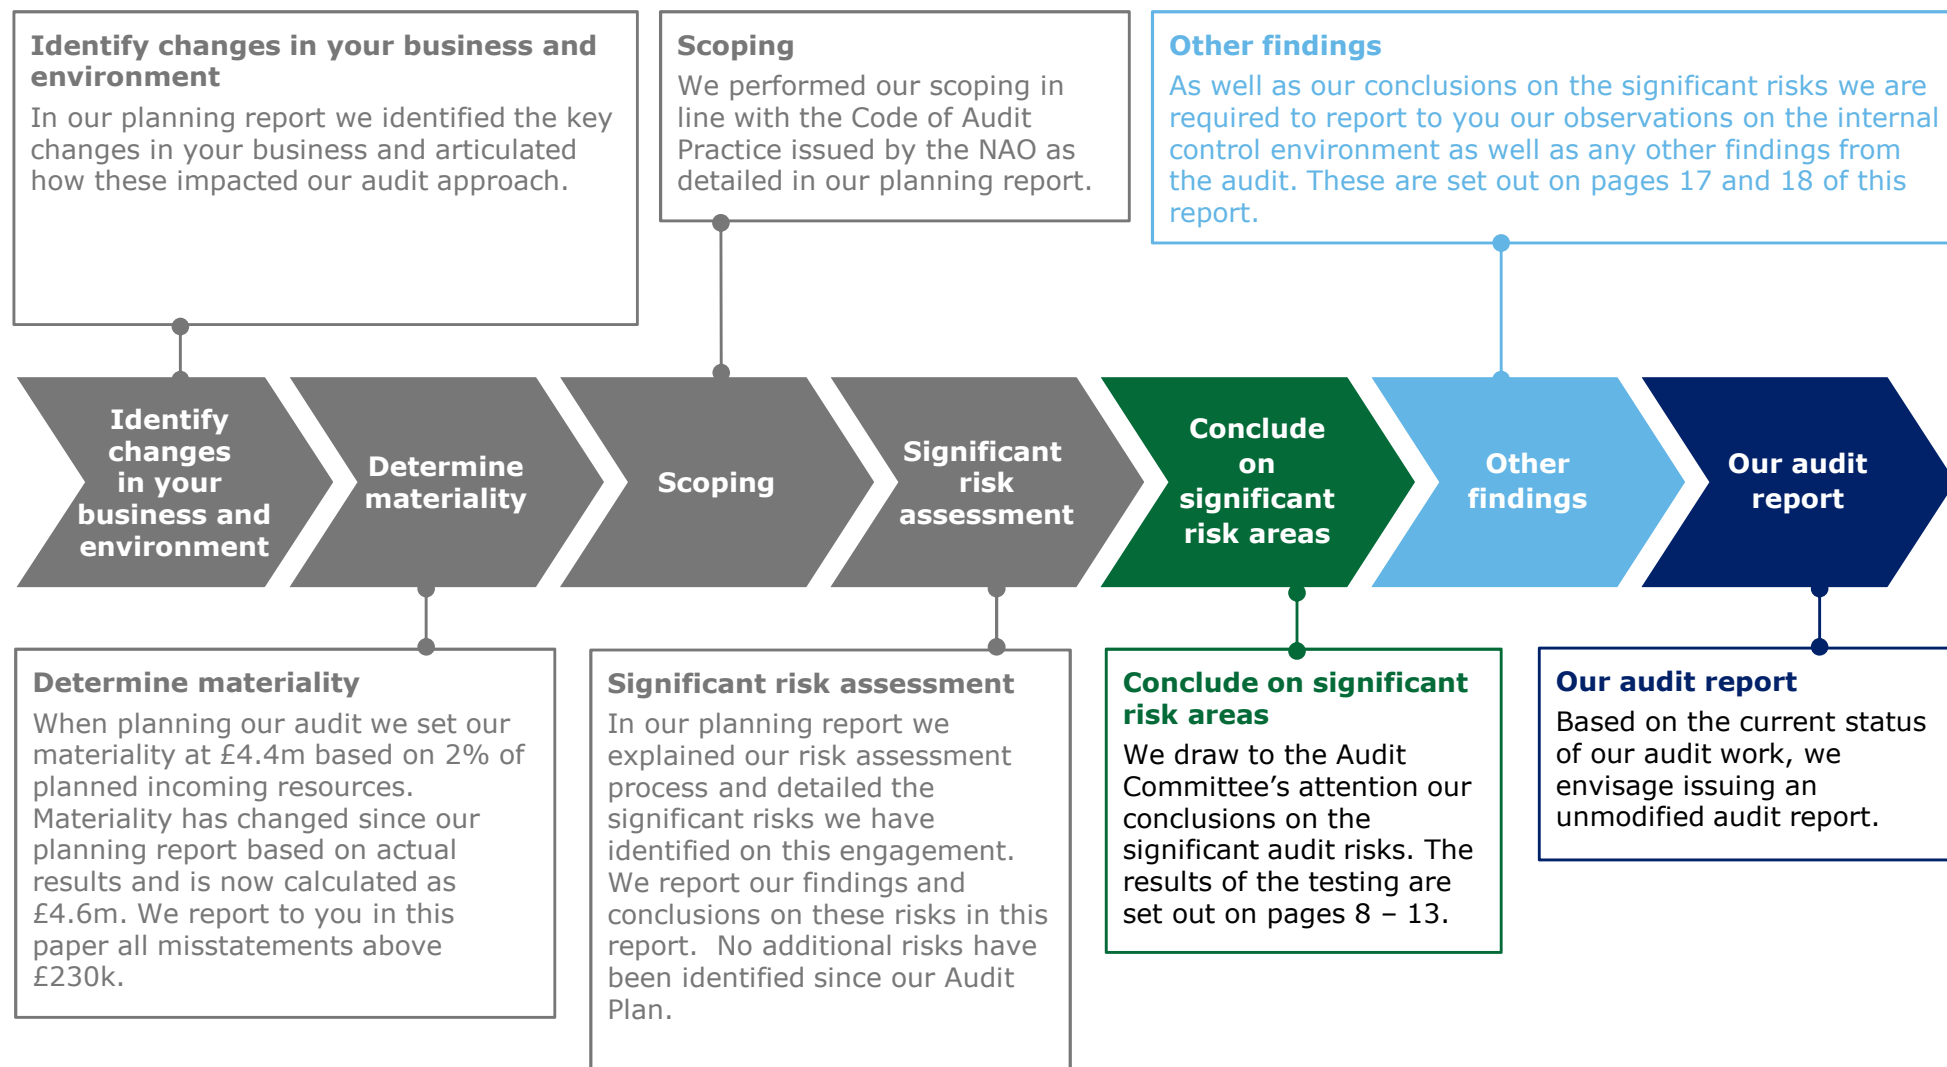 Identify changes in your business and
environment
In our planning report we identified the key
changes in your business and articulated
how these impacted our audit approach.
Scoping
We performed our scoping in
line with the Code of Audit
Practice issued by the NAO as
detailed in our planning report.
Other findings
As well as our conclusions on the significant risks we are
required to report to you our observations on the internal
control environment as well as any other findings from
the audit. These are set out on pages 17 and 18 of this
report.
Identify
changes
in your
business and
environment
Determine
materiality
Scoping
Significant
risk
assessment
Conclude
on
significant
risk areas
Other
findings
Our audit
report
Determine materiality
When planning our audit we set our
materiality at £4.4m based on 2% of
planned incoming resources.
Materiality has changed since our
planning report based on actual
results and is now calculated as
£4.6m. We report to you in this
paper all misstatements above
£230k.
Significant risk assessment
In our planning report we
explained our risk assessment
process and detailed the
significant risks we have
identified on this engagement.
We report our findings and
conclusions on these risks in this
report.  No additional risks have
been identified since our Audit
Plan.
Conclude on significant
risk areas
We draw to the Audit
Committee’s attention our
conclusions on the
significant audit risks. The
results of the testing are
set out on pages 8 – 13.
Our audit report
Based on the current status
of our audit work, we
envisage issuing an
unmodified audit report.